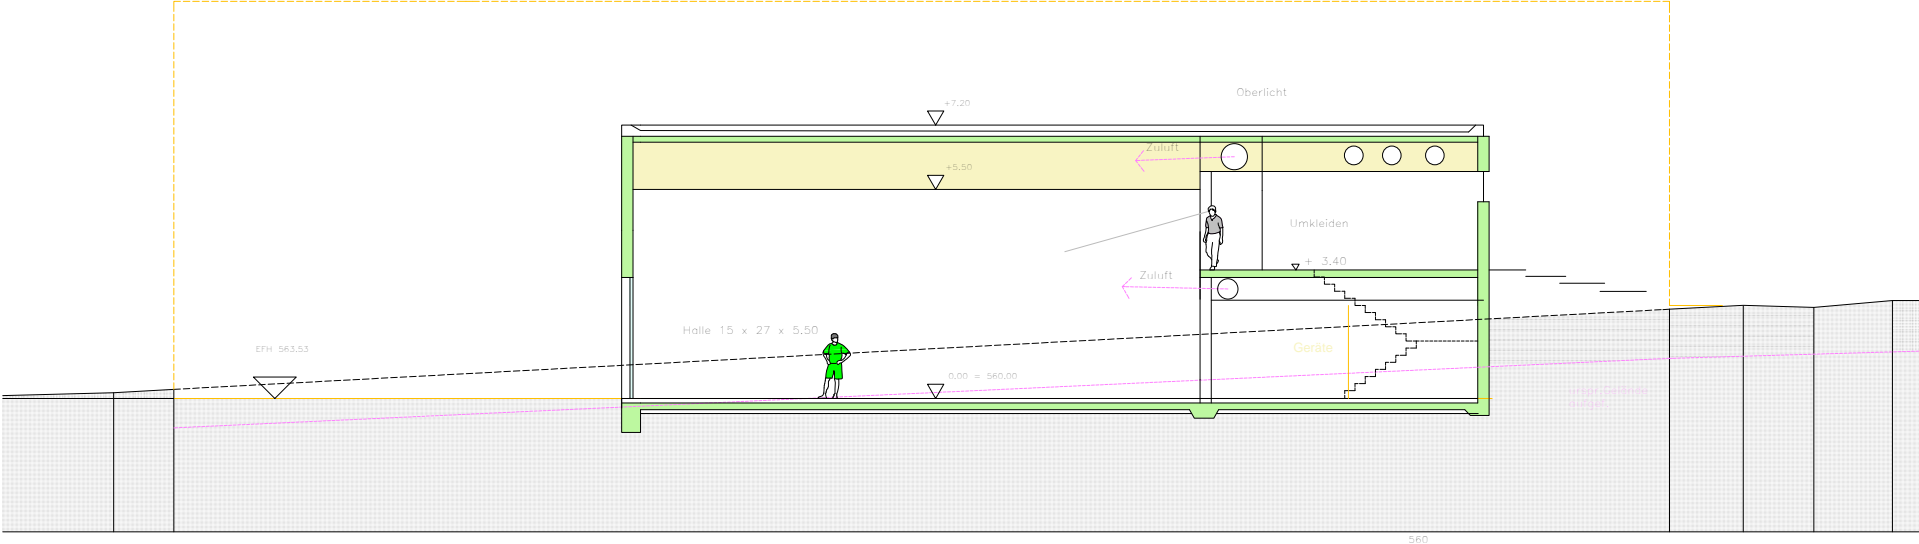 Oberlicht
+7.20
Zuluft
+5.50
Umkleiden
+ 3.40
Zuluft
Halle 15 x 27 x 5.50
EFH 563.53
Geräte
0.00 = 560.00
560